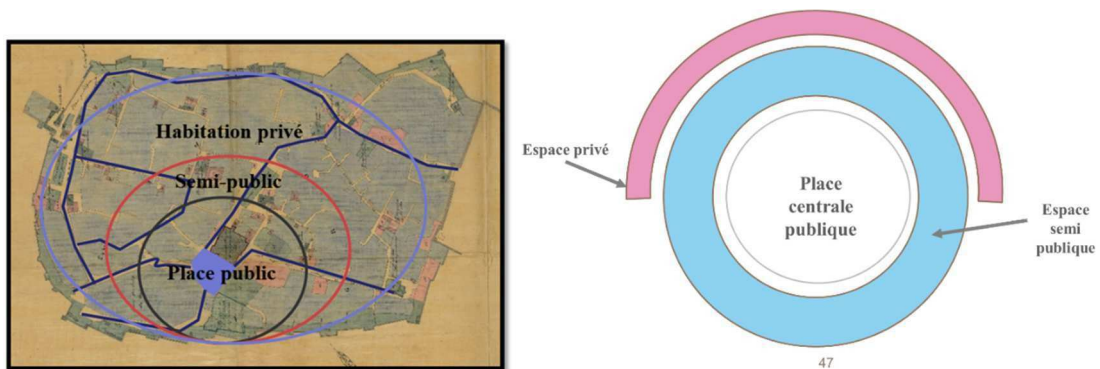 Habitation privé
Semi-public
Place public
Espace privé
Place
centrale
publique
Espace
semi
publique
47